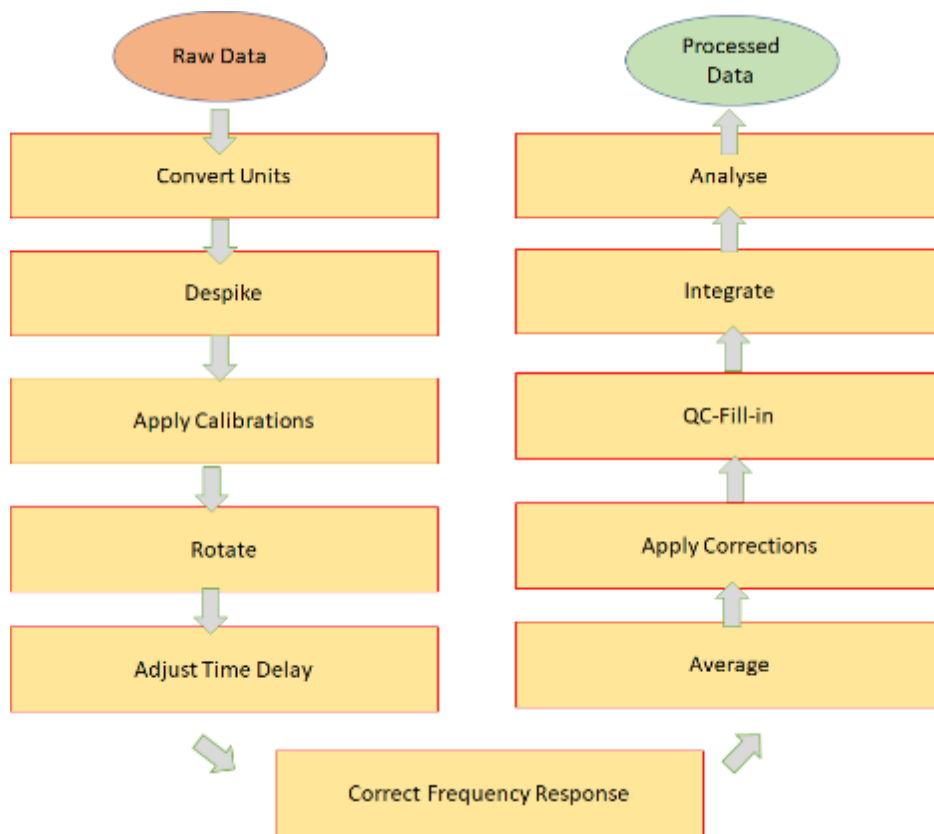 Raw Data
Convert Units
Despike
Apply Calibrations
Rotate
Adjust Time Delay
Correct Frequency Response
Average
Apply Corrections
QC-Fill-in
Integrate
Analyse
Processed
Data